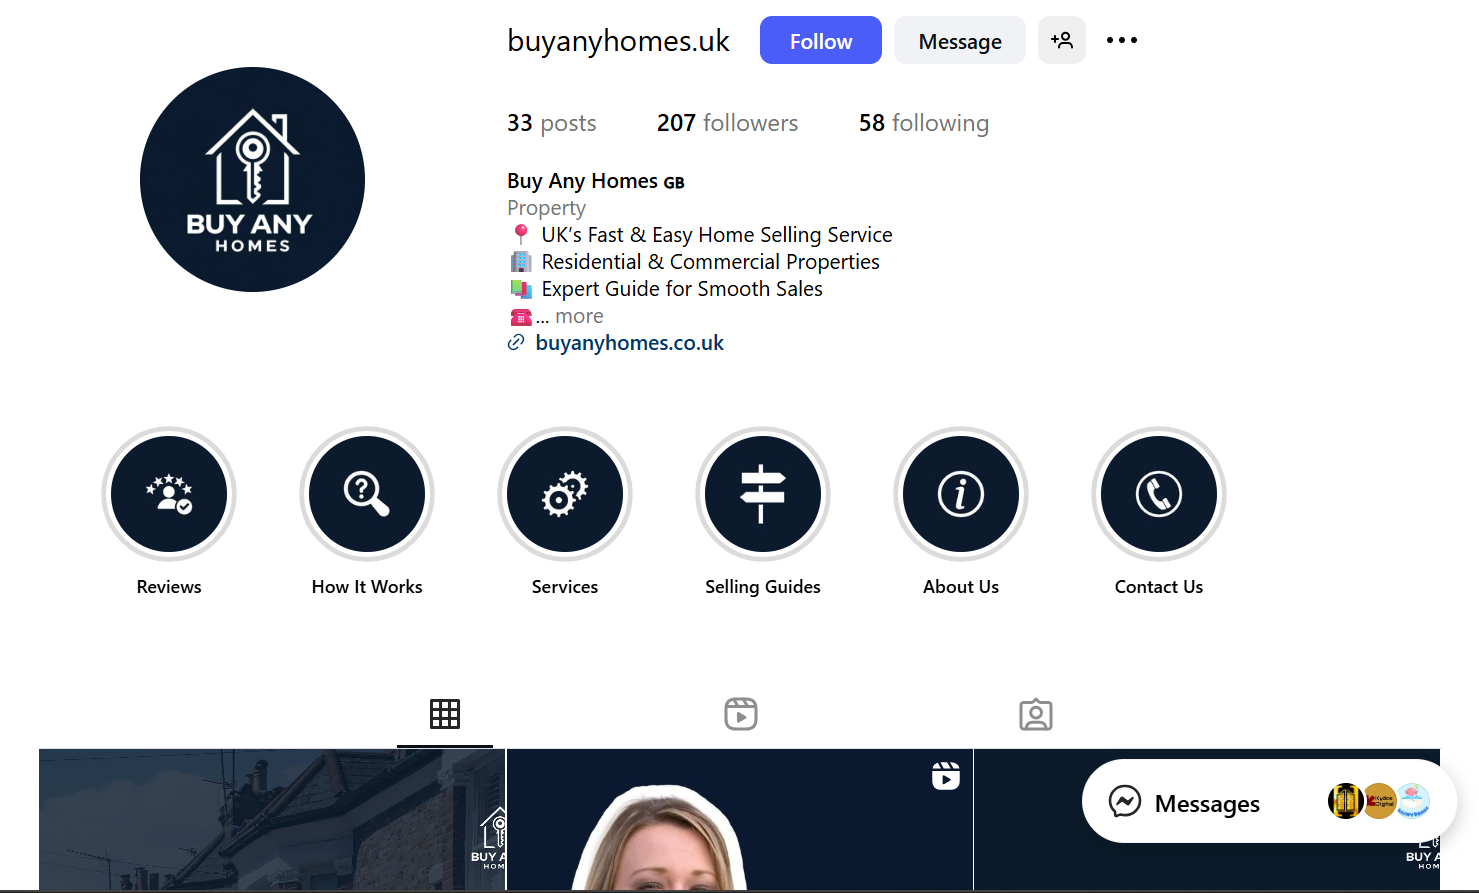 buyanyhomes.uk
Follow
Message
33 posts
207 followers
58 following
BUY ANY
HOMES
Buy Any Homes GB
Property
UK's Fast & Easy Home Selling Service
Residential & Commercial Properties
Expert Guide for Smooth Sales
... more
buyanyhomes.co.uk
Reviews
How It Works
Services
Selling Guides
About Us
Contact Us
Messages
BUY A
HOM
BUY A
HOM